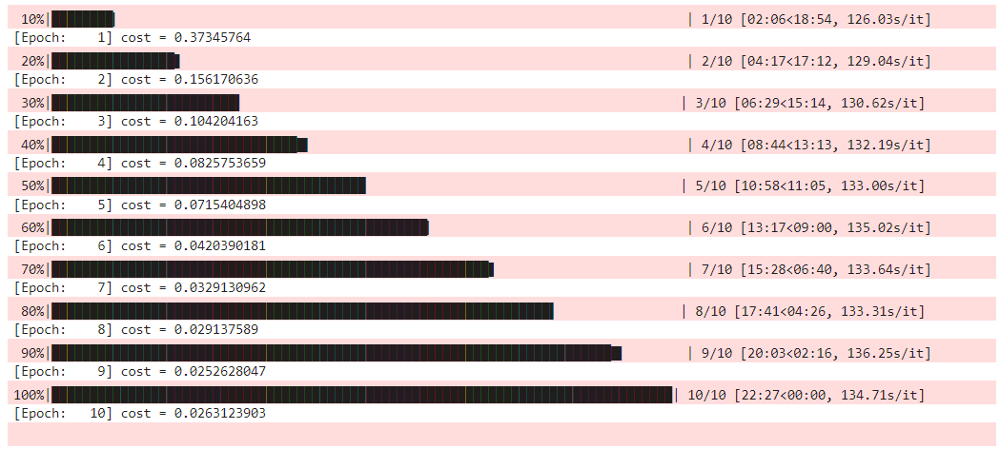 10%|█ | 1/10 [02:06<18:54, 126.03s/it]
[Epoch:    1] cost = 0.37345764
20%|██ | 2/10 [04:17<17:12, 129.04s/it]
[Epoch:    2] cost = 0.156170636
30%|███ | 3/10 [06:29<15:14, 130.62s/it]
[Epoch:    3] cost = 0.104204163
40%|████ | 4/10 [08:44<13:13, 132.19s/it]
[Epoch:    4] cost = 0.0825753659
50%|█████ | 5/10 [10:58<11:05, 133.00s/it]
[Epoch:    5] cost = 0.0715404898
60%|██████ | 6/10 [13:17<09:00, 135.02s/it]
[Epoch:    6] cost = 0.0420390181
70%|███████ | 7/10 [15:28<06:40, 133.64s/it]
[Epoch:    7] cost = 0.0329130962
80%|████████ | 8/10 [17:41<04:26, 133.31s/it]
[Epoch:    8] cost = 0.029137589
90%|█████████ | 9/10 [20:03<02:16, 136.25s/it]
[Epoch:    9] cost = 0.0252628047
100%|██████████| 10/10 [22:27<00:00, 134.71s/it]
[Epoch:   10] cost = 0.0263123903